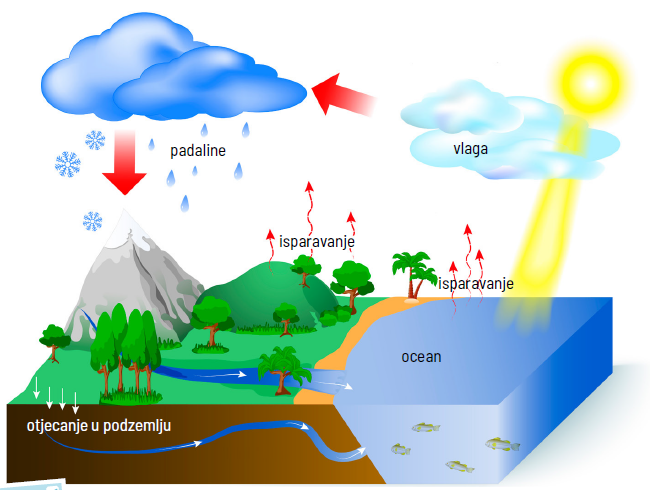 padaline
vlaga
isparavanje
isparavanje
ocean
otjecanje u podzemlju